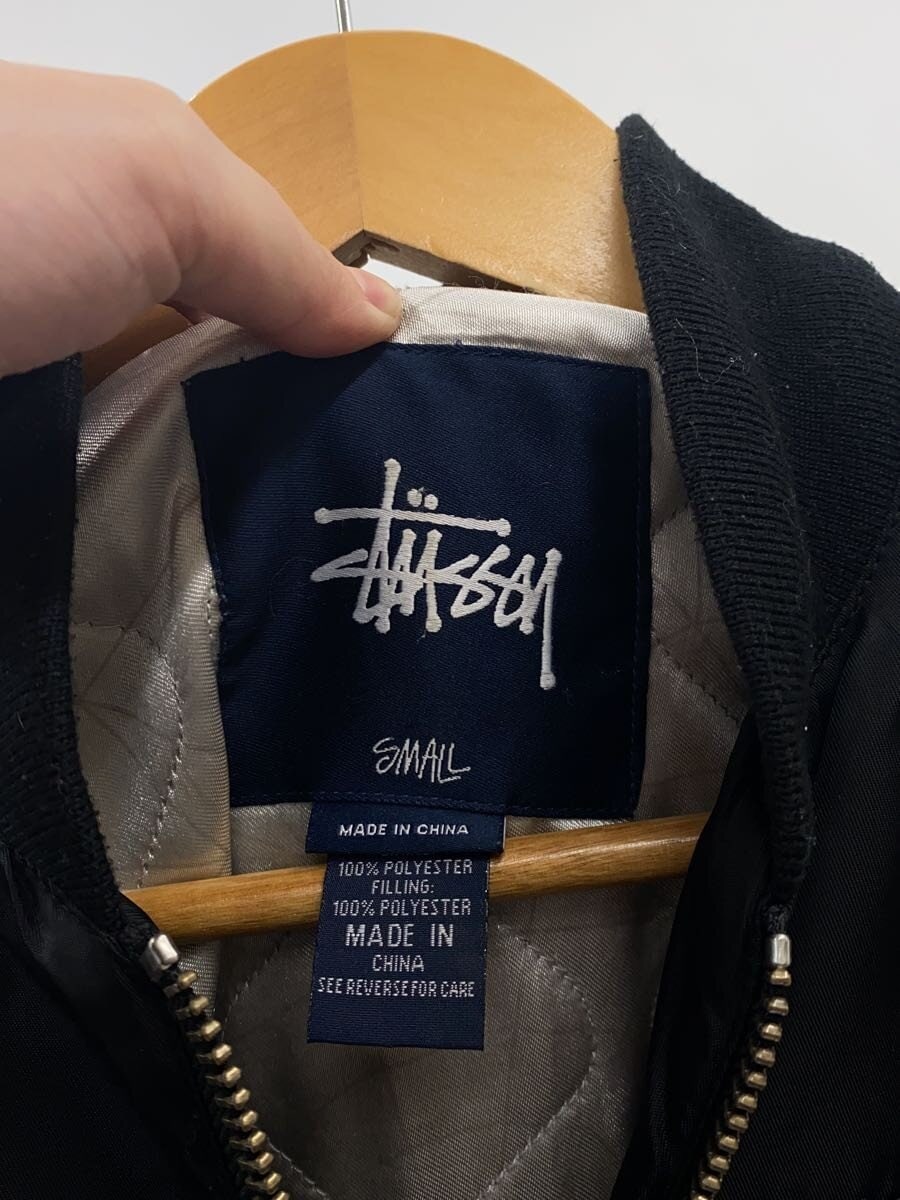 Stüssy
SMALL
MADE IN CHINA
100% POLYESTER
FILLING:
100% POLYESTER
MADE IN
CHINA
SEE REVERSE FOR CARE